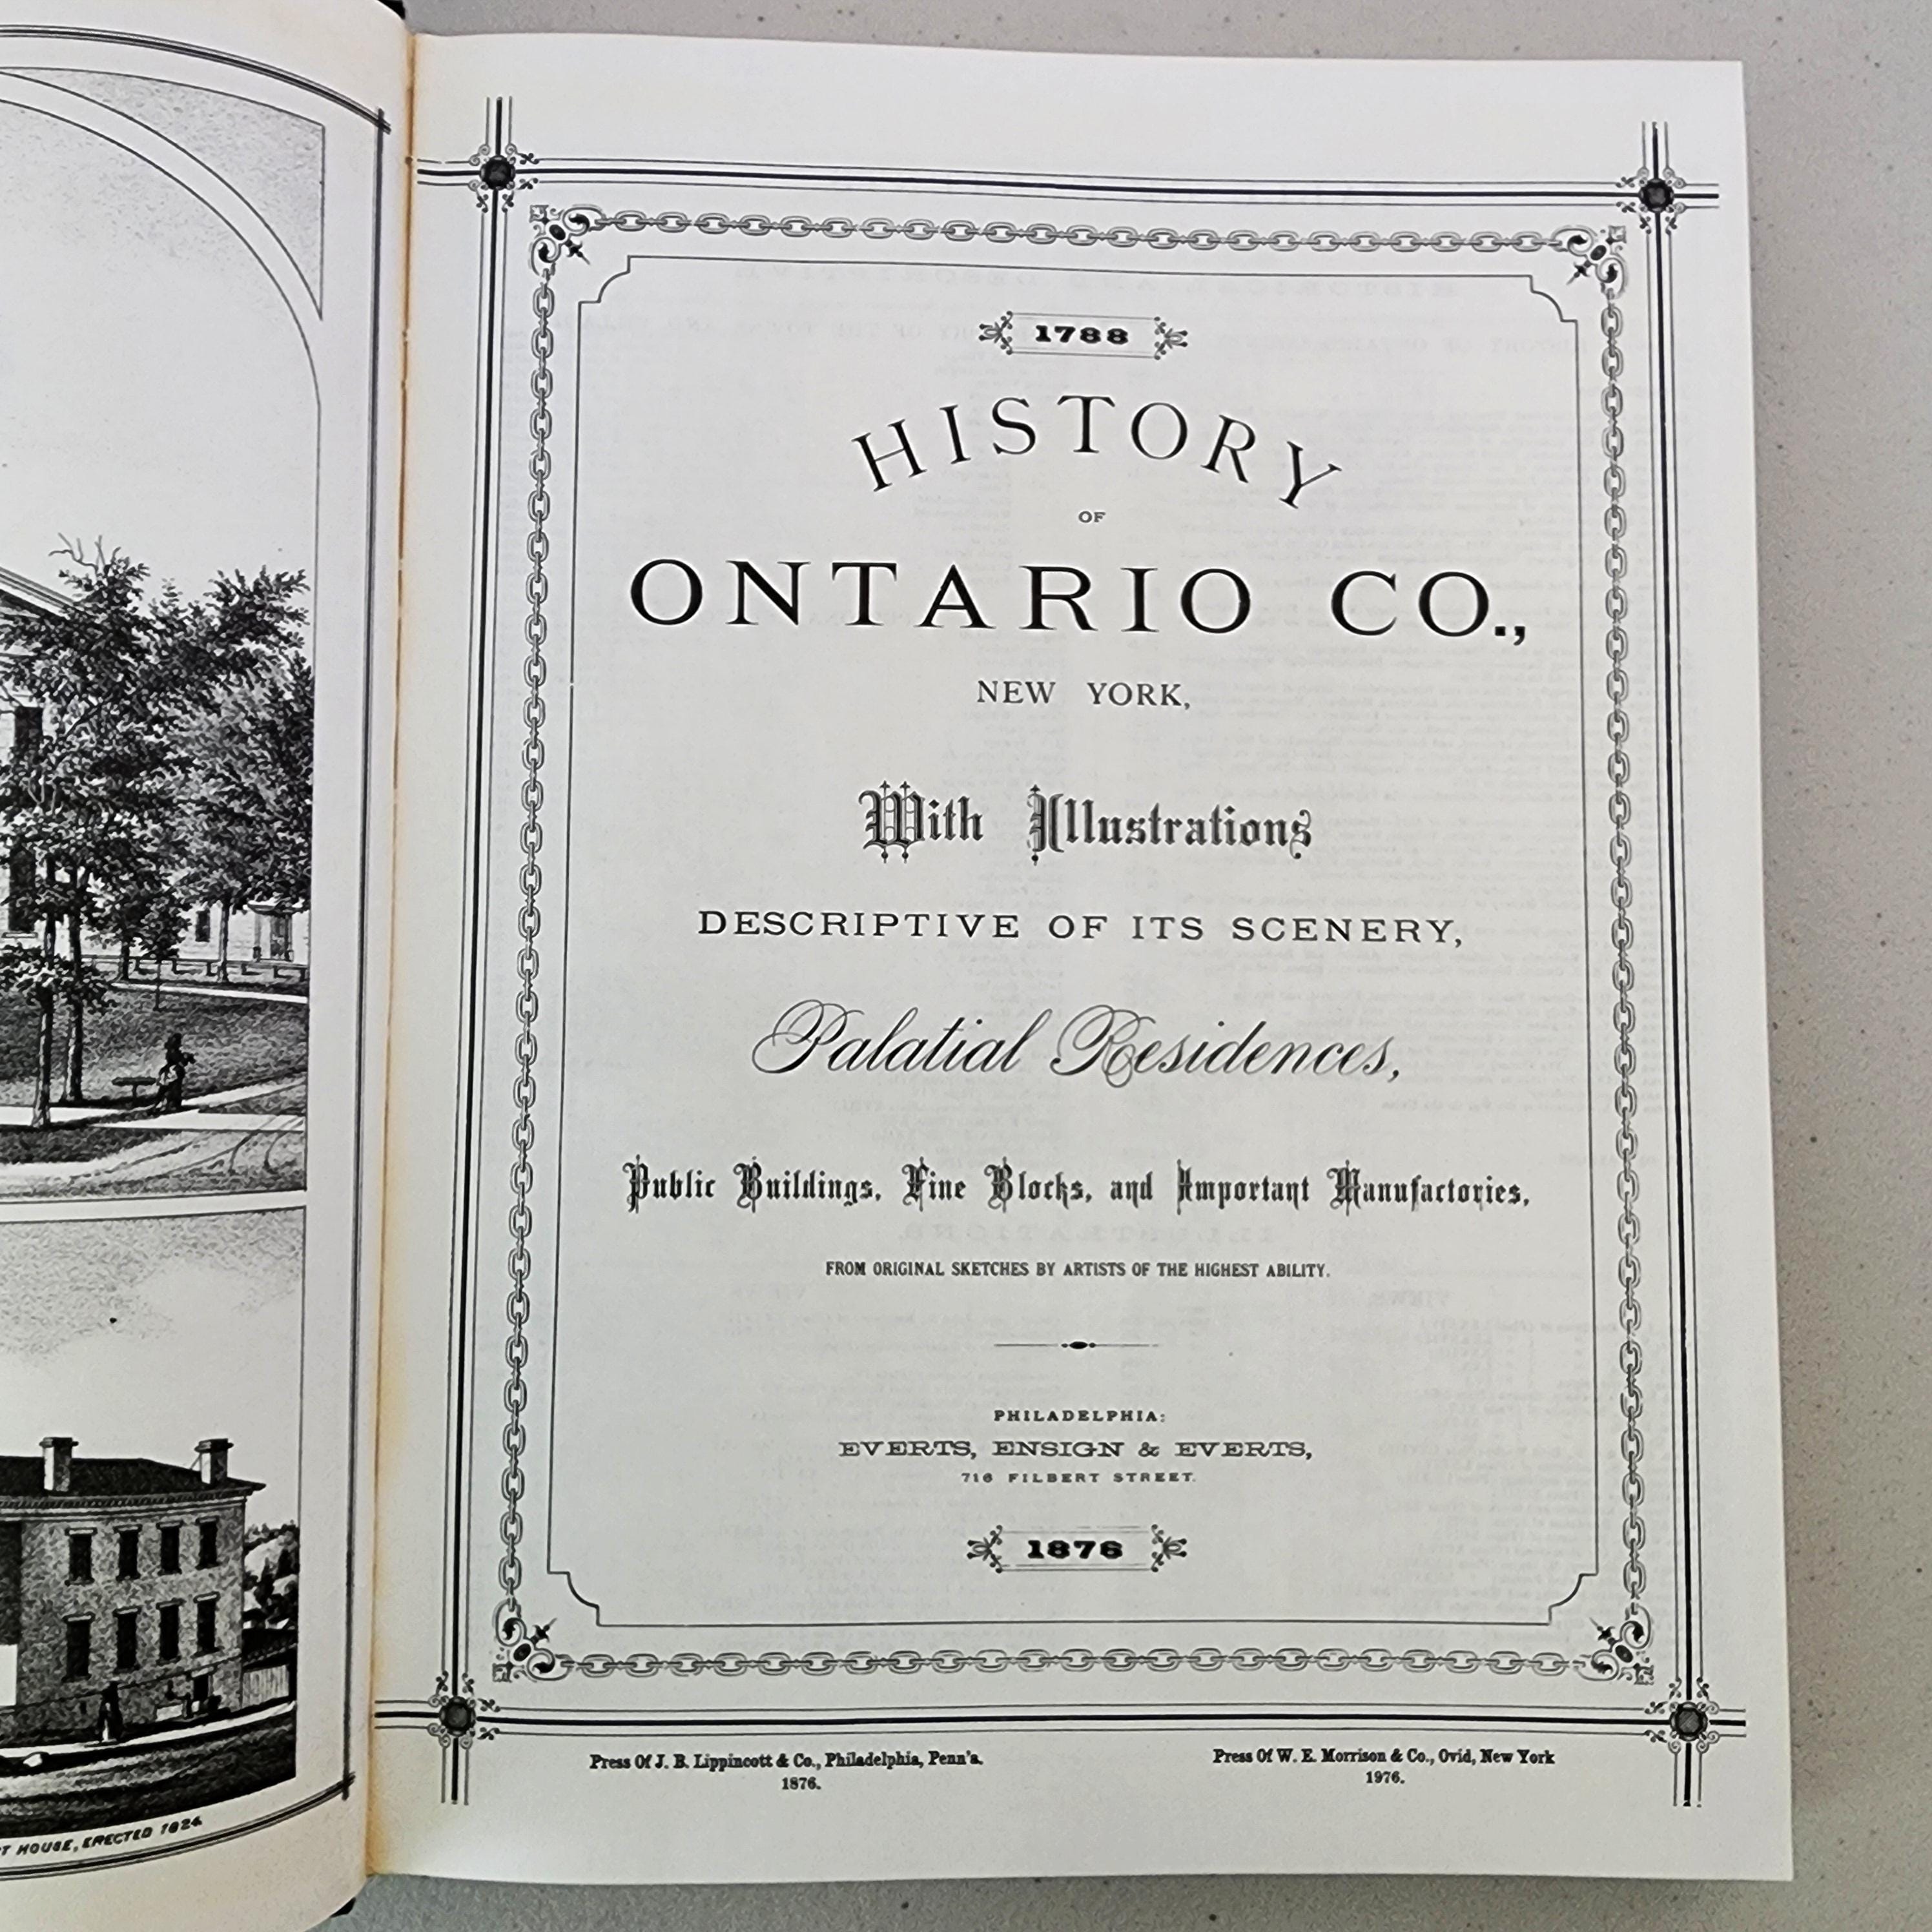 T HOUSE, ERECTED 1824
1788
HISTORY
OF
ONTARIO CO.,
NEW YORK,
With Illustrations
DESCRIPTIVE OF ITS SCENERY,
Palatial Residences,
Public Buildings, Fine Blocks, and Important Manufactories,
FROM ORIGINAL SKETCHES BY ARTISTS OF THE HIGHEST ABILITY.
PHILADELPHIA:
EVERTS, ENSIGN & EVERTS,
716 FILBERT STREET.
1876
Press Of J. B. Lippincott & Co., Philadelphia, Penn'a.
1876.
Press Of W. E. Morrison & Co., Ovid, New York
1976.